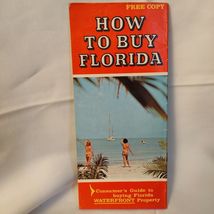 FREE COPY
HOW
TO BUY
FLORIDA
Consumer's Guide to
buying Florida
WATERFRONT Property